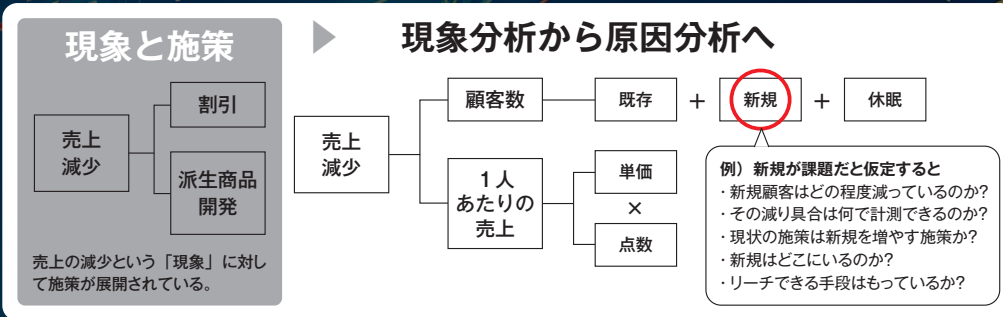 現象と施策
売上
減少
割引
派生商品
開発
売上の減少という「現象」に対し
て施策が展開されている。
現象分析から原因分析へ
売上
減少
顧客数
既存
+
新規
+
休眠
1人
あたりの
売上
単価
×
点数
例）新規が課題だと仮定すると
・新規顧客はどの程度減っているのか?
・その減り具合は何で計測できるのか?
・現状の施策は新規を増やす施策か?
・新規はどこにいるのか?
・リーチできる手段はもっているか?